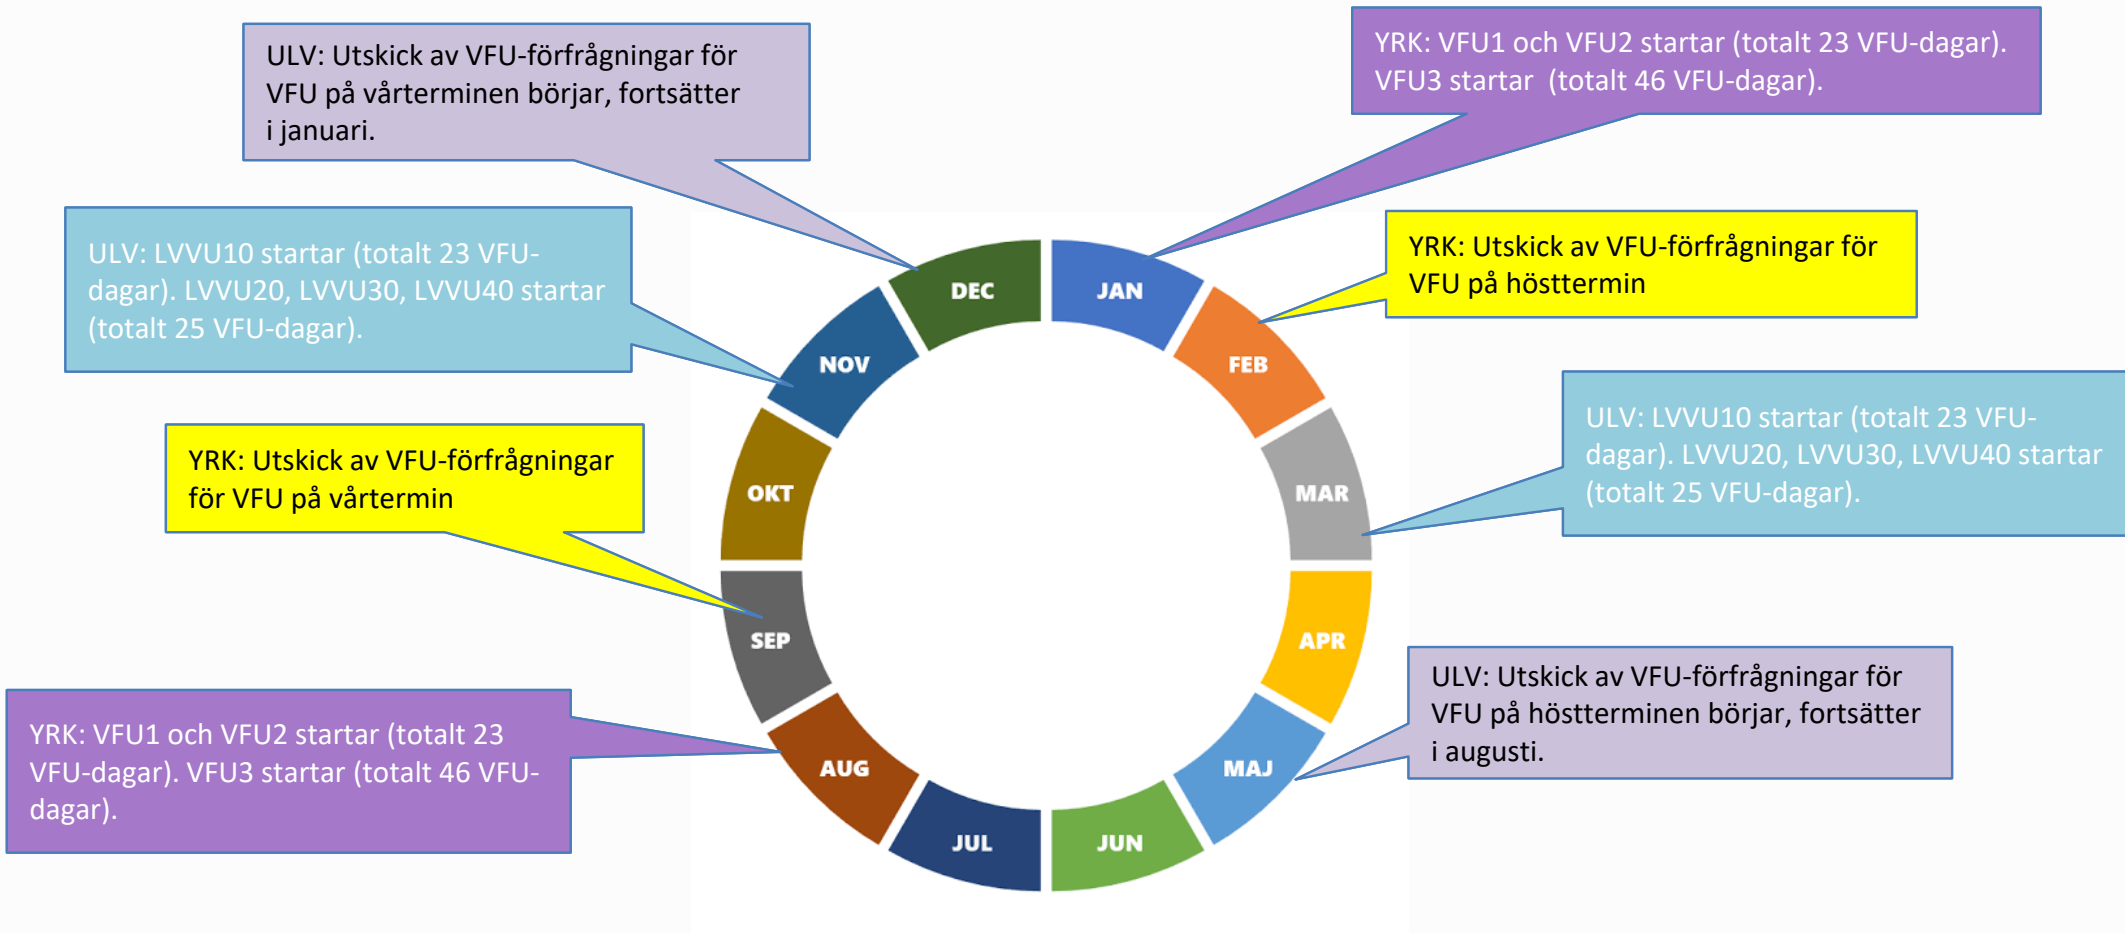 ULV: Utskick av VFU-förfrågningar för
VFU på vårterminen börjar, fortsätter
i januari.
YRK: VFU1 och VFU2 startar (totalt 23 VFU-dagar).
VFU3 startar  (totalt 46 VFU-dagar).
ULV: LVVU10 startar (totalt 23 VFU-
dagar). LVVU20, LVVU30, LVVU40 startar
(totalt 25 VFU-dagar).
YRK: Utskick av VFU-förfrågningar för
VFU på hösttermin
DEC
JAN
NOV
FEB
ULV: LVVU10 startar (totalt 23 VFU-
dagar). LVVU20, LVVU30, LVVU40 startar
(totalt 25 VFU-dagar).
YRK: Utskick av VFU-förfrågningar
för VFU på vårtermin
OKT
MAR
SEP
APR
ULV: Utskick av VFU-förfrågningar för
VFU på höstterminen börjar, fortsätter
i augusti.
YRK: VFU1 och VFU2 startar (totalt 23
VFU-dagar). VFU3 startar (totalt 46 VFU-
dagar).
AUG
MAJ
JUL
JUN